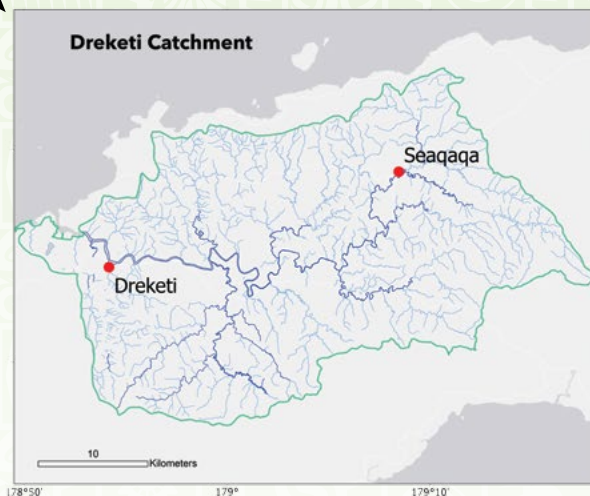 Dreketi Catchment
Seaqaqa
Dreketi
10
Kilometers
178°50'
179°
179°10'